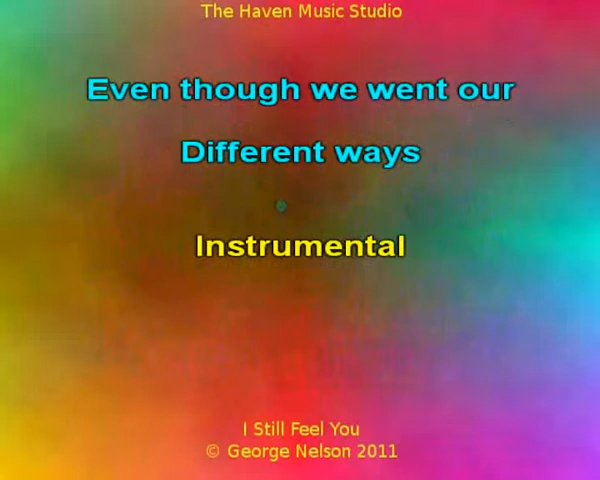 The Haven Music Studio
Even though we went our
Different ways
Instrumental
I Still Feel You
© George Nelson 2011